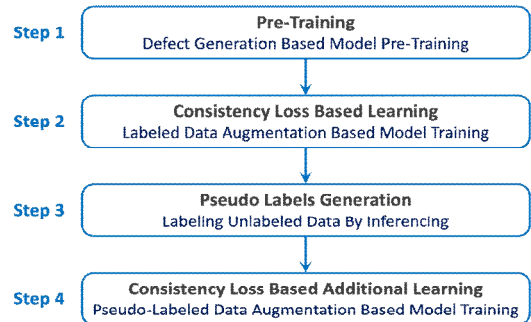 Step 1
Pre-Training
Defect Generation Based Model Pre-Training
Step 2
Consistency Loss Based Learning
Labeled Data Augmentation Based Model Training
Step 3
Pseudo Labels Generation
Labeling Unlabeled Data By Inferencing
Step 4
Consistency Loss Based Additional Learning
Pseudo-Labeled Data Augmentation Based Model Training